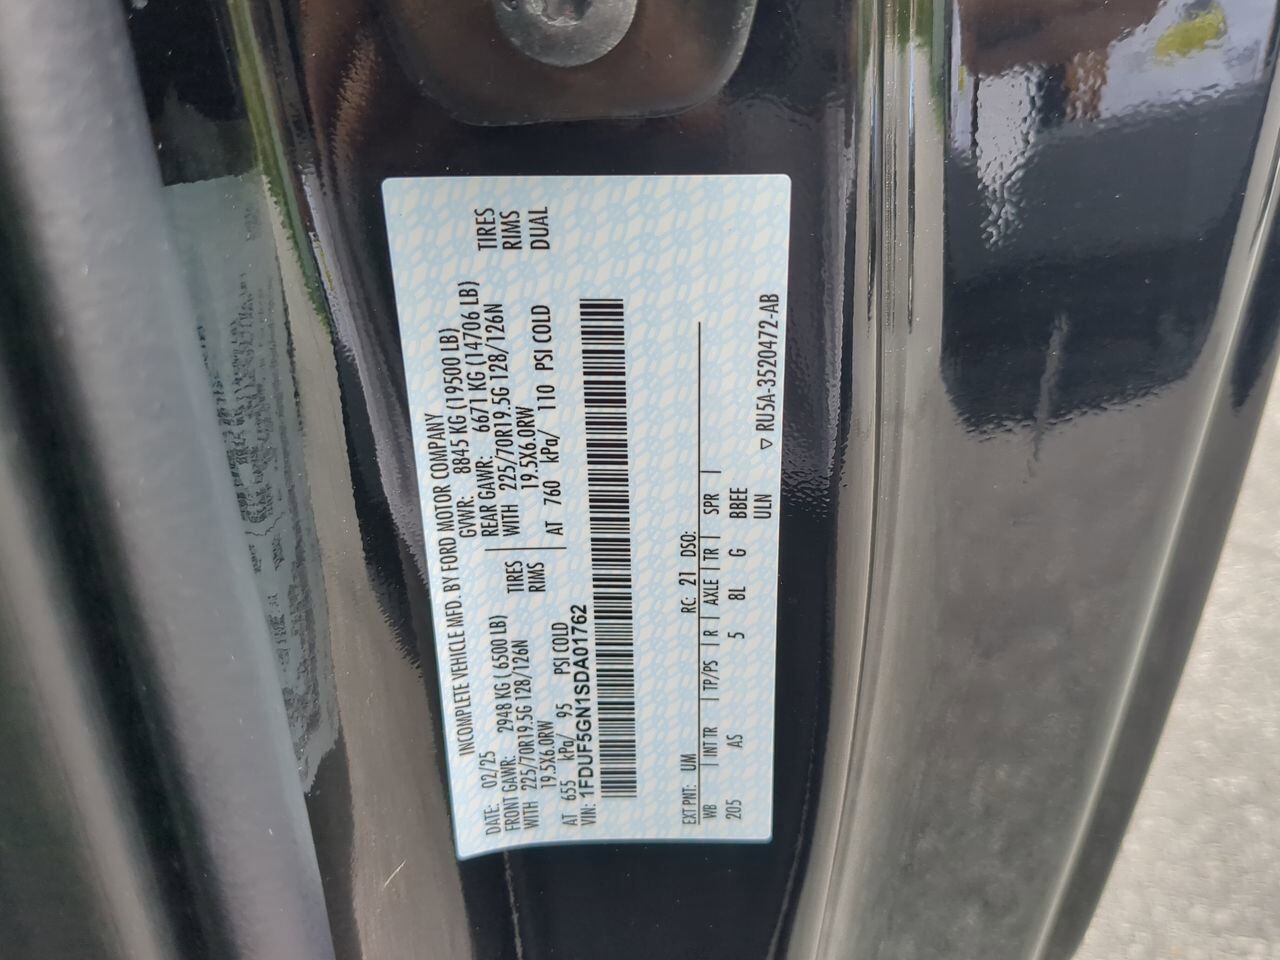 INCOMPLETE VEHICLE MFD. BY FORD MOTOR COMPANY
DATE: 02/25 GVWR: 8845 KG (19500 LB)
FRONT GAWR: 2948 KG ( 6500 LB) REAR GAWR: 6671 KG (14706 LB)
WITH 225/70R19.5G 128/126N TIRES WITH 225/70R19.5G 128/126N TIRES
19.5X6.0RW RIMS 19.5X6.0RW RIMS
AT 655 kPa/ 95 PSI COLD AT 760 kPa/ 110 PSI COLD DUAL
VIN: 1FDUF5GN1SDA01762
EXT PNT: UM RC: 21 DSO:
WB | INT TR | TP/PS | R | AXLE | TR | SPR |
205 AS 5 8L G BBEE
ULN ▽ RU5A-3520472-AB